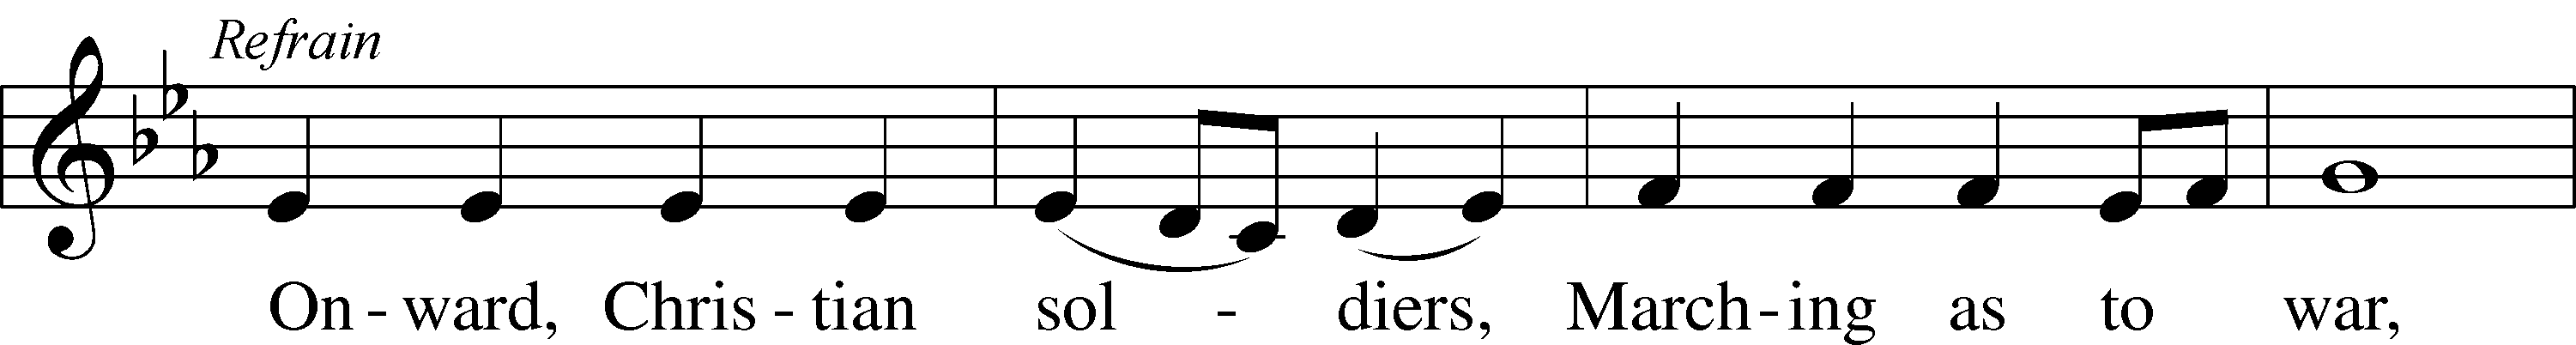 Refrain
On - ward, Chris - tian sol - diers, March - ing as to war,